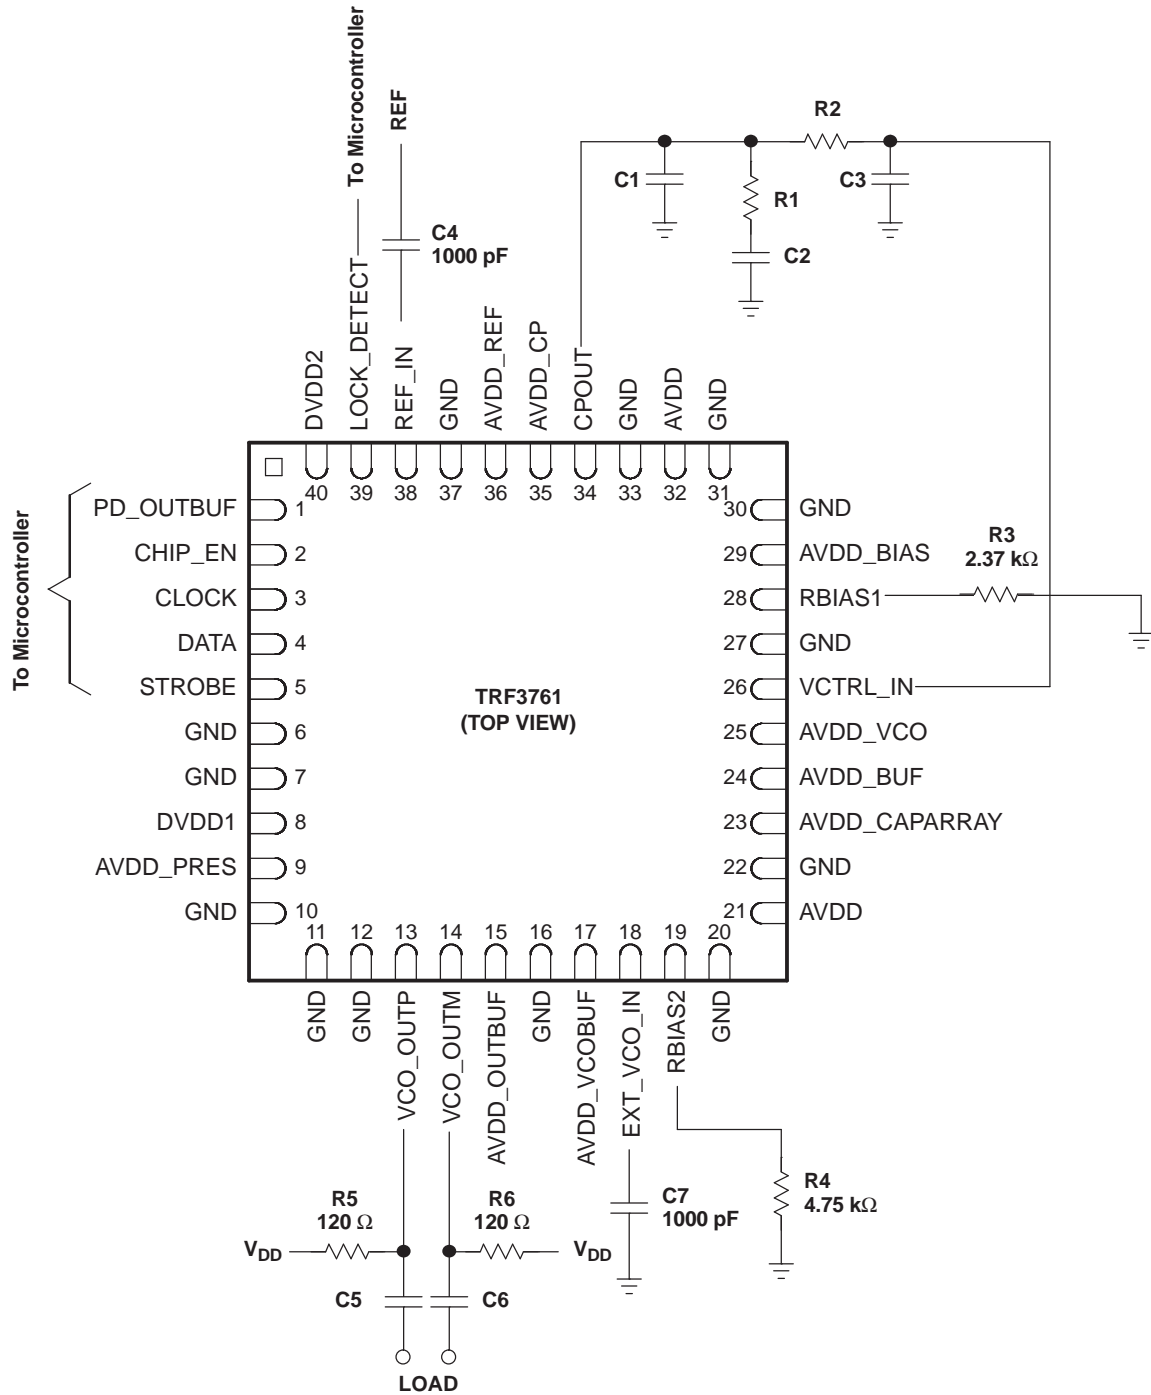 To Microcontroller
REF
C4
1000 pF
R2
C1
R1
C3
C2
DVDD2
LOCK_DETECT
REF_IN
GND
AVDD_REF
AVDD_CP
CPOUT
GND
AVDD
GND
40
39
38
37
36
35
34
33
32
31
To Microcontroller
PD_OUTBUF 1
CHIP_EN 2
CLOCK 3
DATA 4
STROBE 5
GND 6
GND 7
DVDD1 8
AVDD_PRES 9
GND 10
TRF3761
(TOP VIEW)
30 GND
29 AVDD_BIAS
28 RBIAS1
27 GND
26 VCTRL_IN
25 AVDD_VCO
24 AVDD_BUF
23 AVDD_CAPARRAY
22 GND
21 AVDD
R3
2.37 kΩ
11
12
13
14
15
16
17
18
19
20
GND
GND
VCO_OUTP
VCO_OUTM
AVDD_OUTBUF
GND
AVDD_VCOBUF
EXT_VCO_IN
RBIAS2
GND
R5
120 Ω
R6
120 Ω
C7
1000 pF
R4
4.75 kΩ
VDD
VDD
C5
C6
LOAD